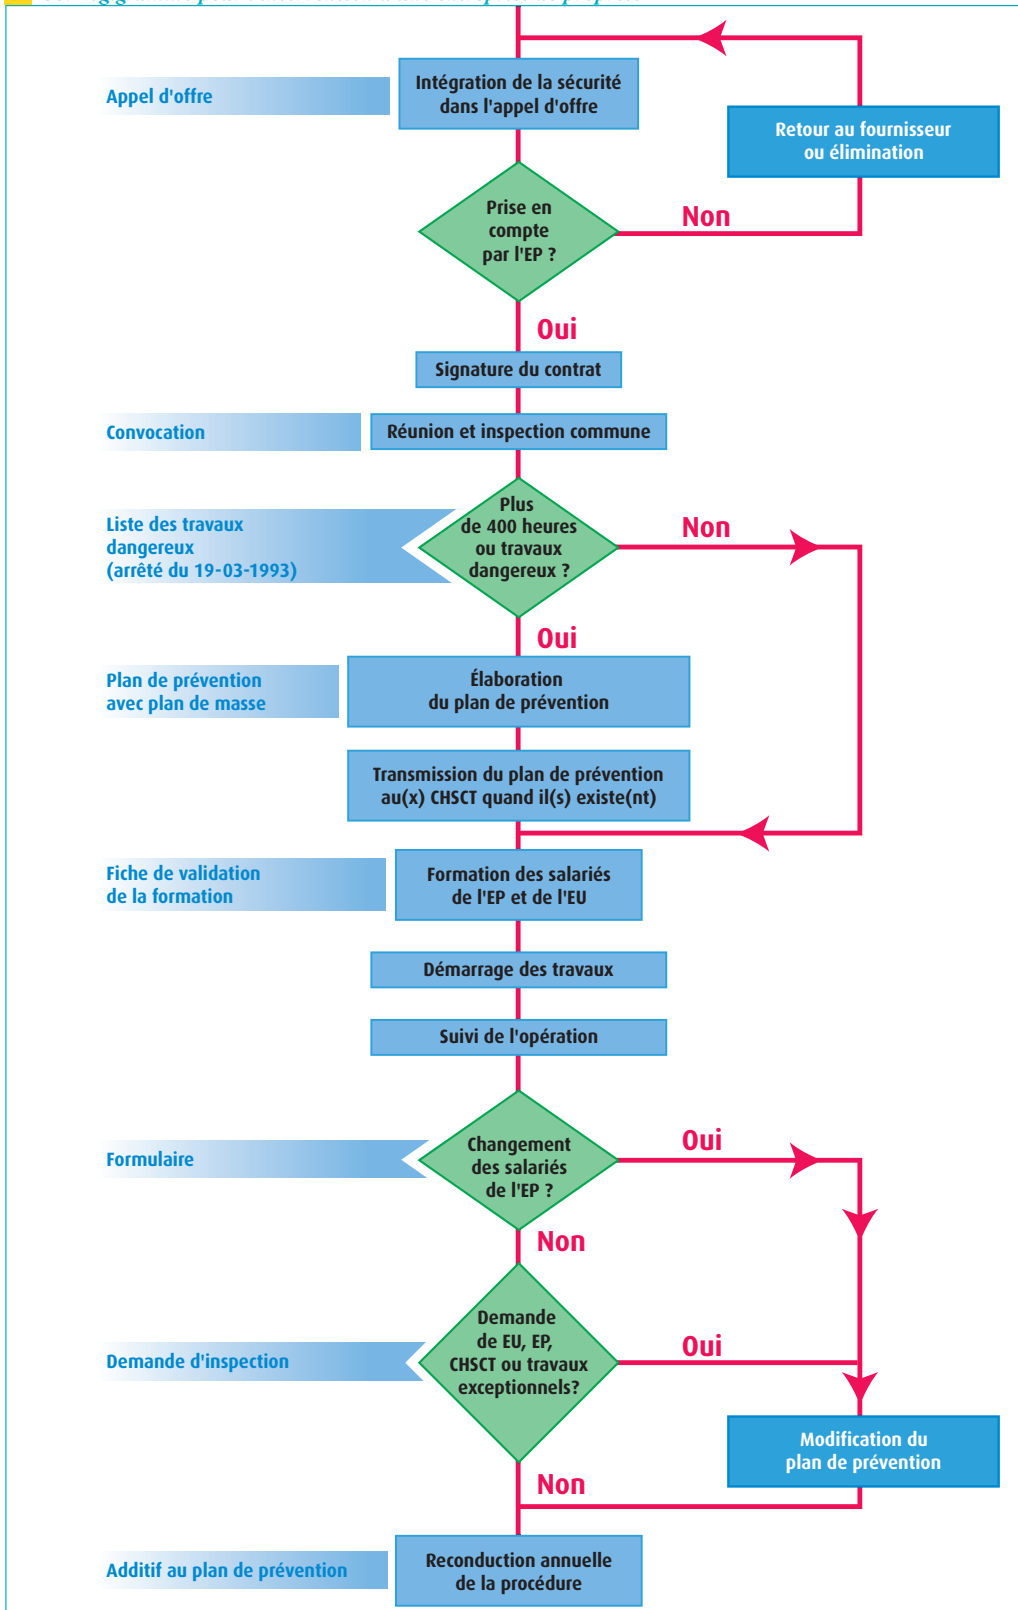 Appel d'offre
Intégration de la sécurité
dans l'appel d'offre
Retour au fournisseur
ou élimination
Prise en
compte
par l'EP ?
Non
Oui
Signature du contrat
Convocation
Réunion et inspection commune
Liste des travaux
dangereux
(arrêté du 19-03-1993)
Plus
de 400 heures
ou travaux
dangereux ?
Non
Oui
Plan de prévention
avec plan de masse
Élaboration
du plan de prévention
Transmission du plan de prévention
au(x) CHSCT quand il(s) existe(nt)
Fiche de validation
de la formation
Formation des salariés
de l'EP et de l'EU
Démarrage des travaux
Suivi de l'opération
Formulaire
Changement
des salariés
de l'EP ?
Oui
Non
Demande d'inspection
Demande
de EU, EP,
CHSCT ou travaux
exceptionnels?
Oui
Modification du
plan de prévention
Non
Additif au plan de prévention
Reconduction annuelle
de la procédure